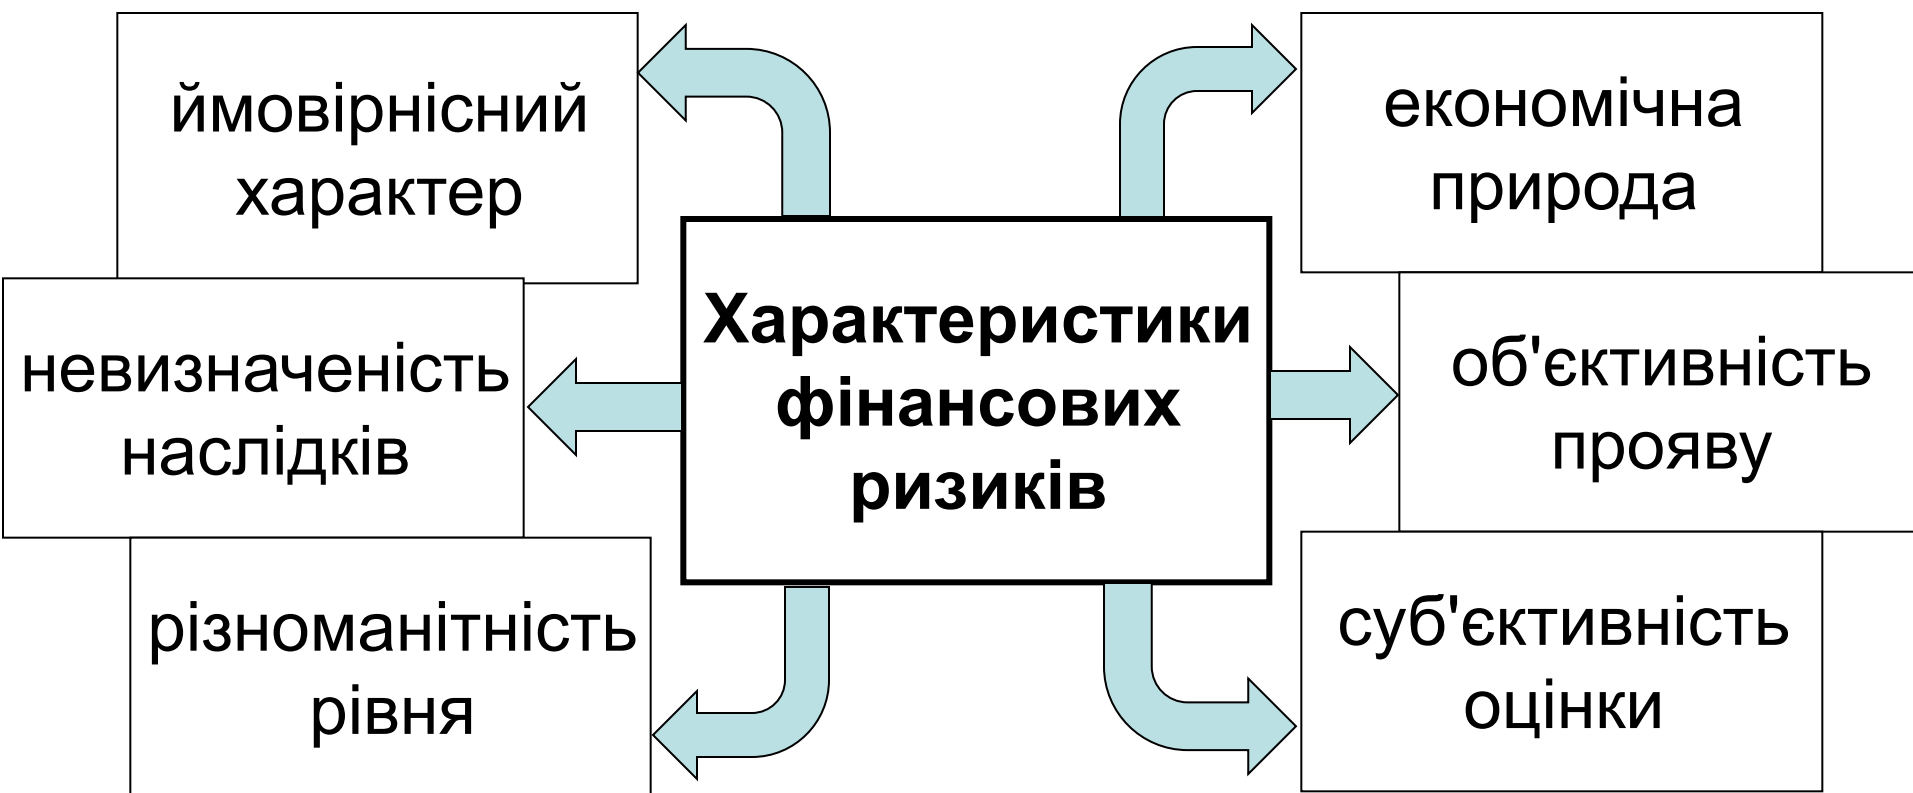 ймовірнісний
характер
невизначеність
наслідків
різноманітність
рівня
Характеристики
фінансових
ризиків
економічна
природа
об'єктивність
прояву
суб'єктивність
оцінки